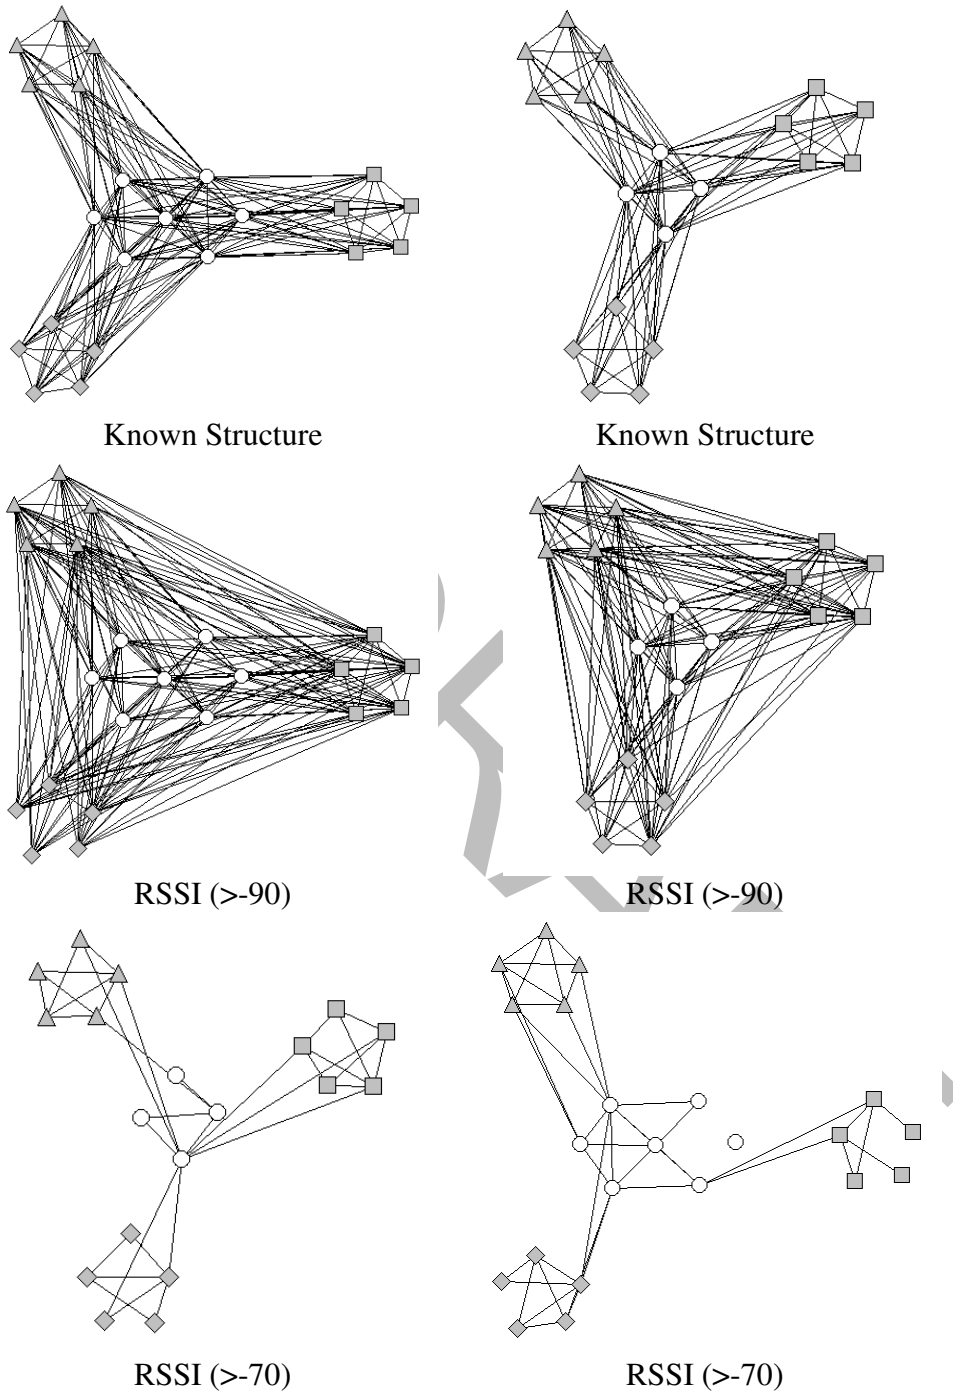 Known Structure
Known Structure
RSSI (>-90)
RSSI (>-90)
RSSI (>-70)
RSSI (>-70)